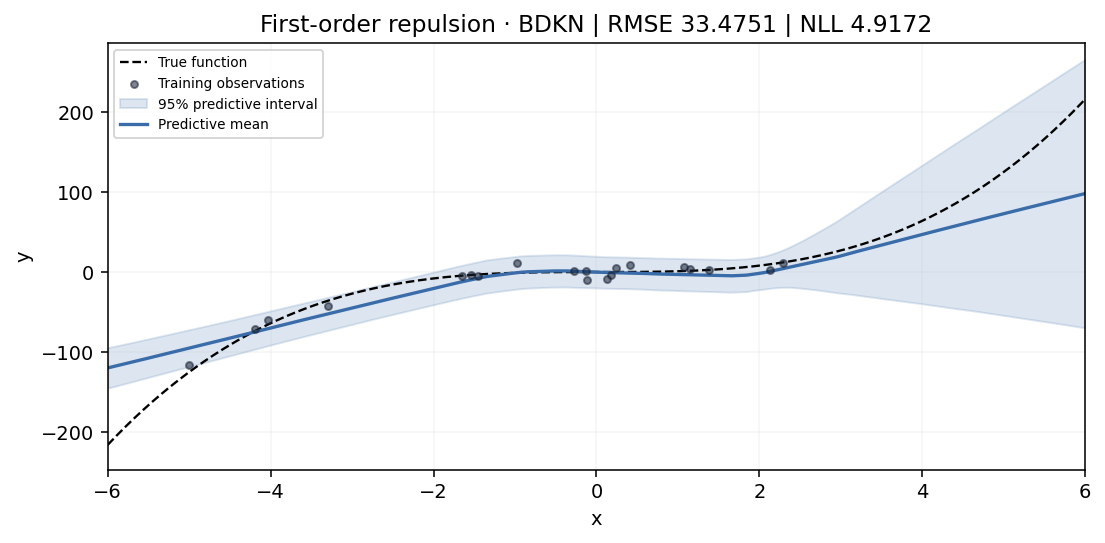 First-order repulsion · BDKN | RMSE 33.4751 | NLL 4.9172
True function
Training observations
95% predictive interval
Predictive mean
y
200
100
0
−100
−200
−6
−4
−2
0
2
4
6
x